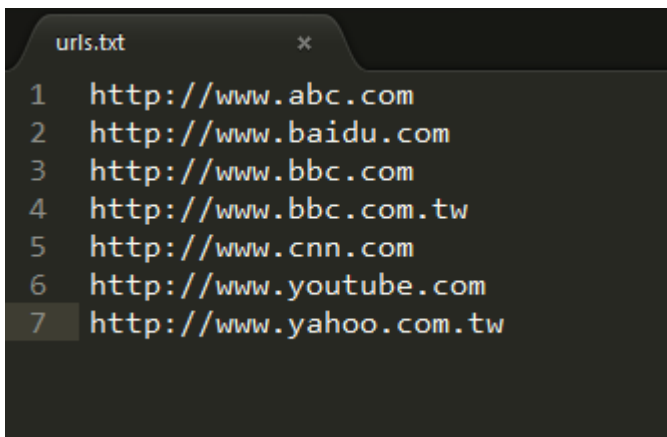 urls.txt ×
1 http://www.abc.com
2 http://www.baidu.com
3 http://www.bbc.com
4 http://www.bbc.com.tw
5 http://www.cnn.com
6 http://www.youtube.com
7 http://www.yahoo.com.tw